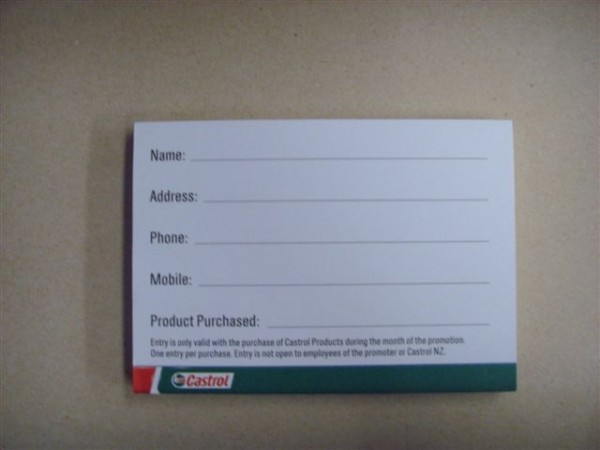 Name:
Address:
Phone:
Mobile:
Product Purchased:
Entry is only valid with the purchase of Castrol Products during the month of the promotion.
One entry per purchase. Entry is not open to employees of the promoter or Castrol NZ.
Castrol